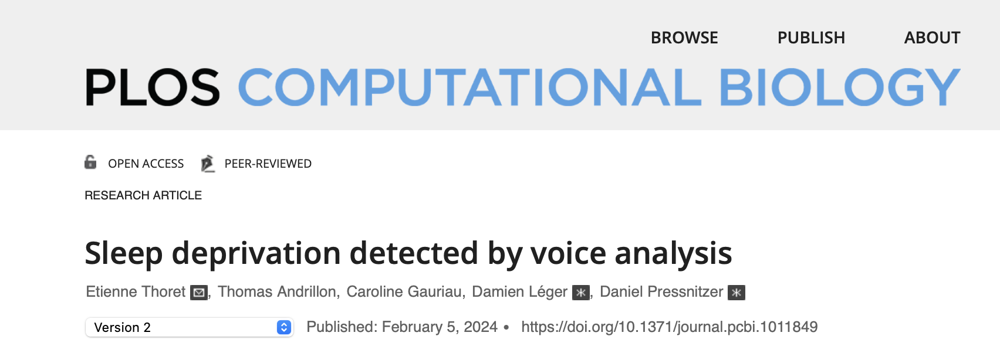 BROWSE PUBLISH ABOUT
PLOS COMPUTATIONAL BIOLOGY
OPEN ACCESS PEER-REVIEWED
RESEARCH ARTICLE
Sleep deprivation detected by voice analysis
Etienne Thoret , Thomas Andrillon, Caroline Gauriau, Damien Léger , Daniel Pressnitzer
Version 2 Published: February 5, 2024 • https://doi.org/10.1371/journal.pcbi.1011849